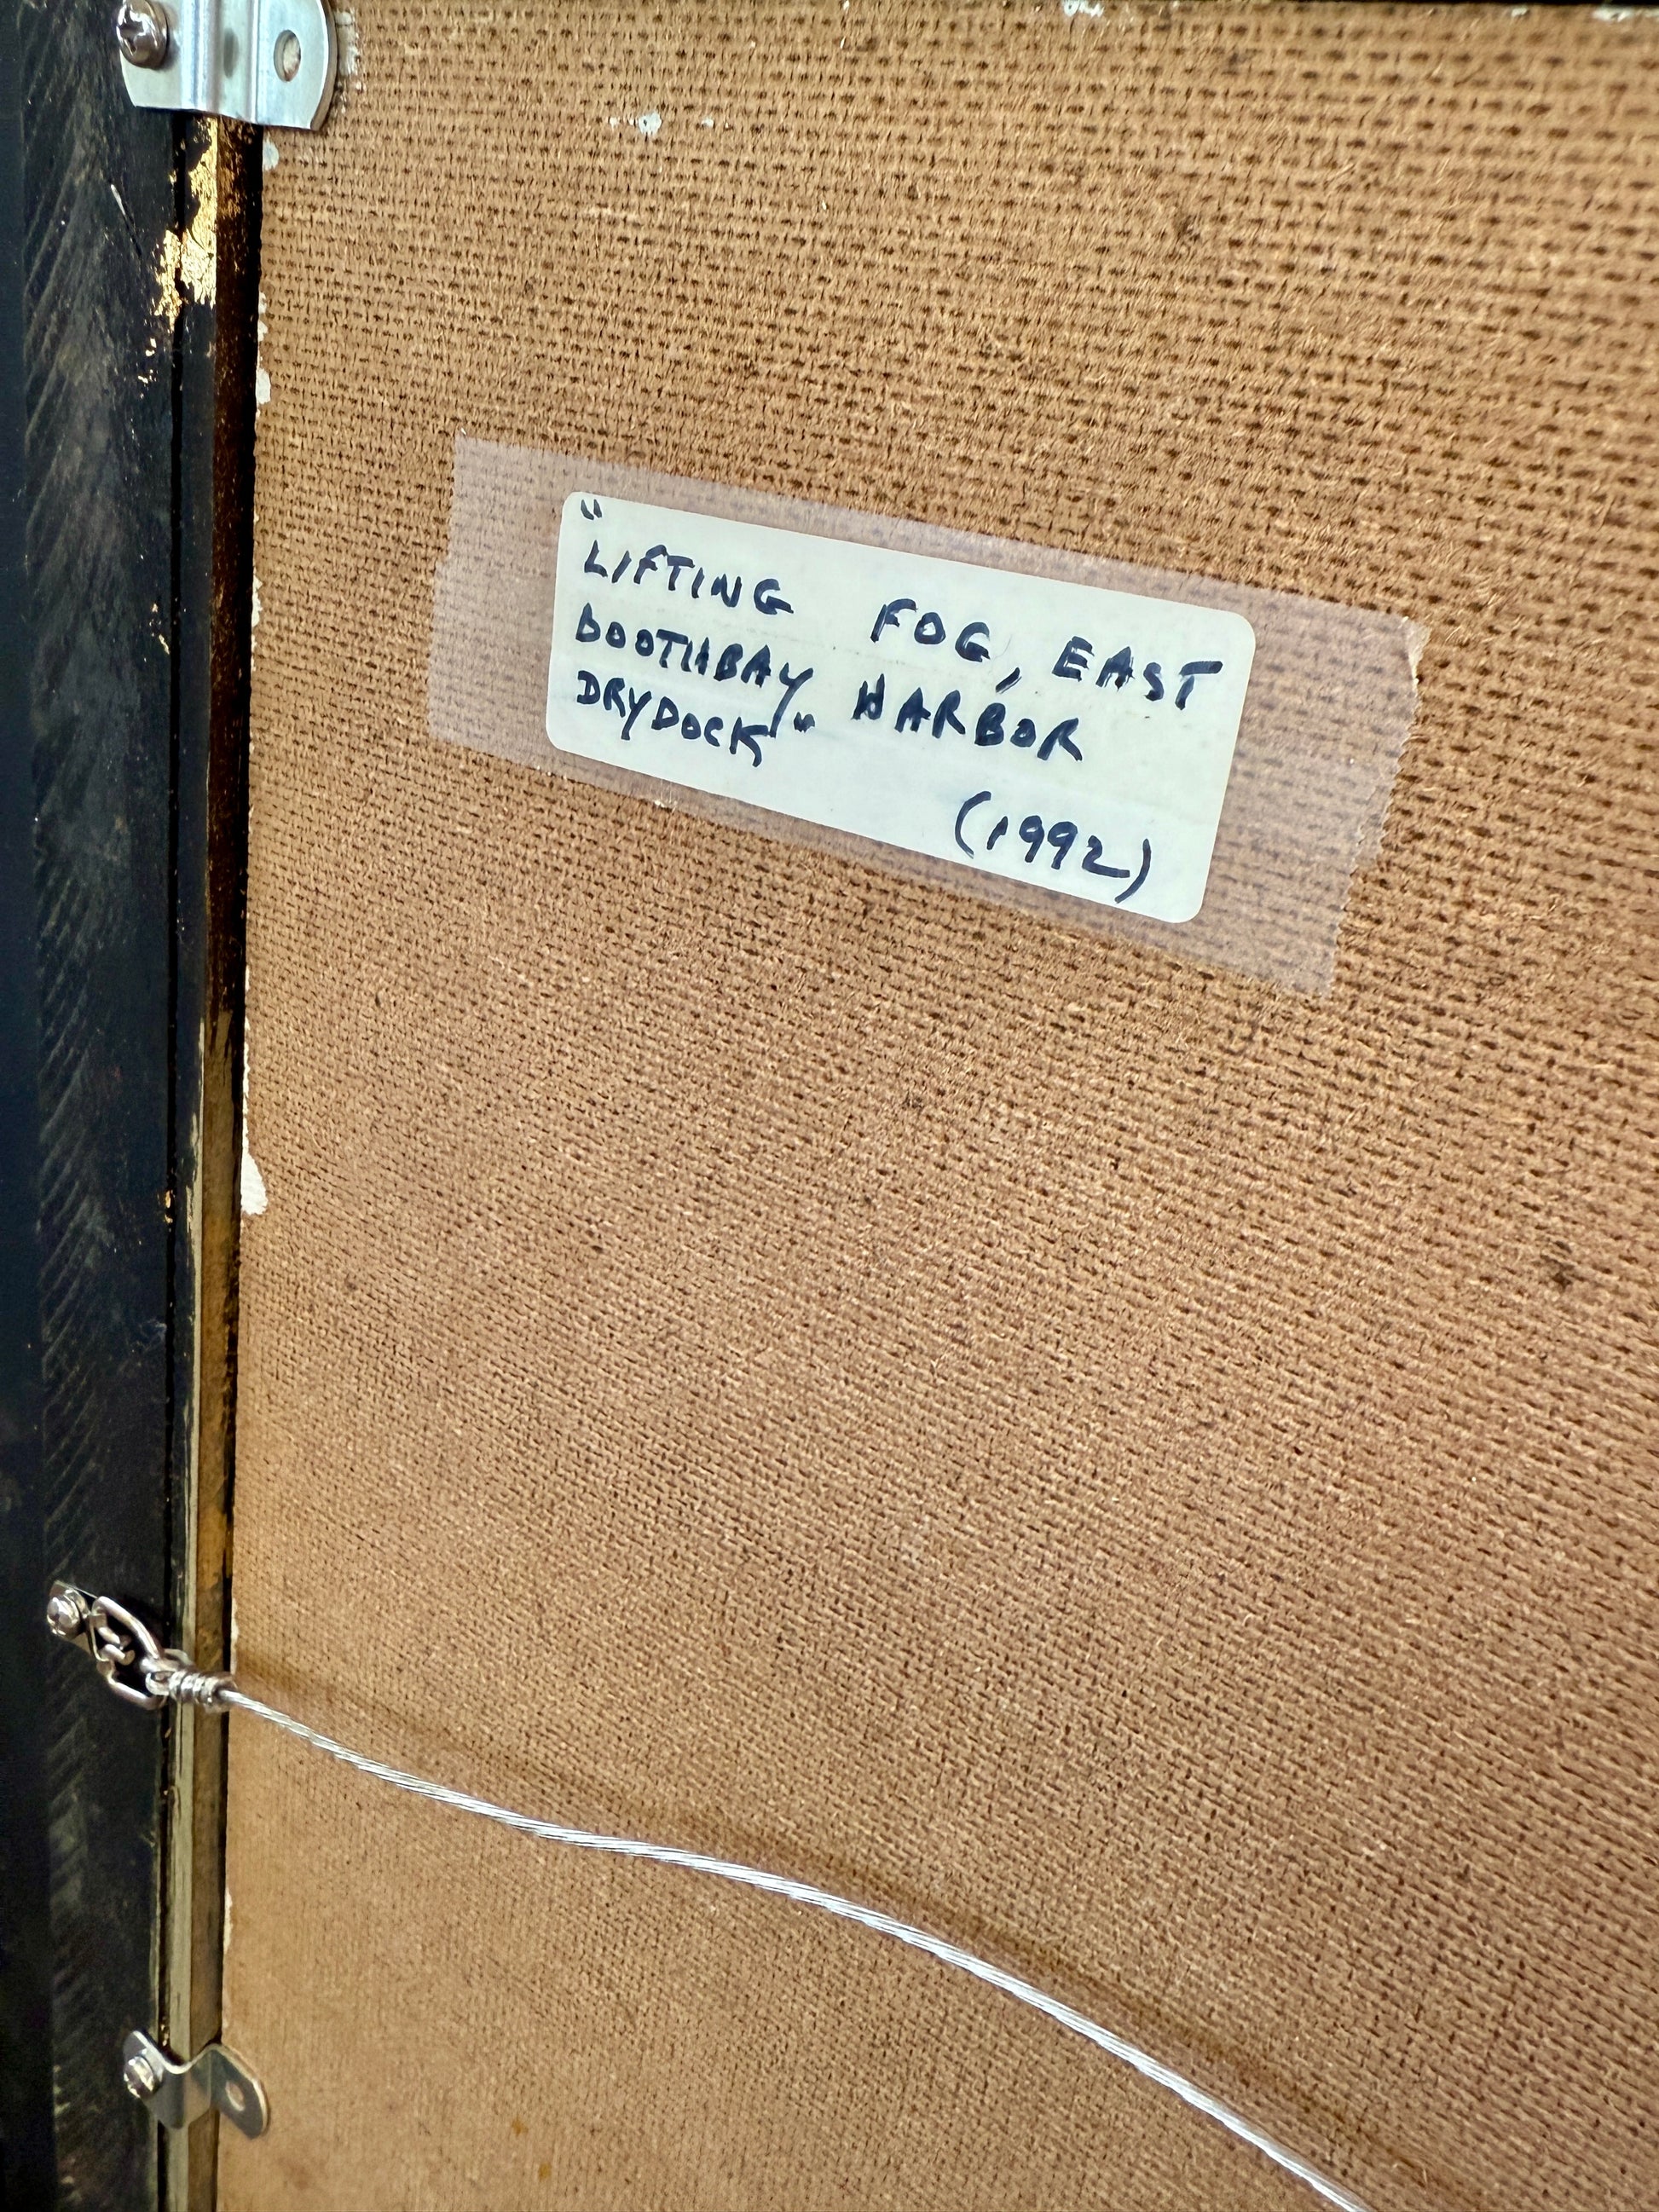 "
LIFTING FOG, EAST
BOOTHBAY HARBOR
DRYDOCK"
(1992)